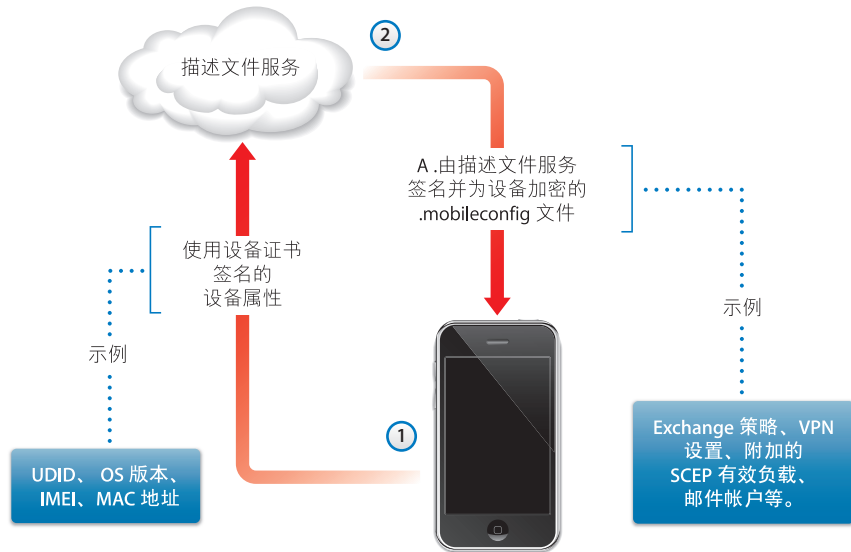 2
描述文件服务
A .由描述文件服务
签名并为设备加密的
.mobileconfig 文件
使用设备证书
签名的
设备属性
示例
示例
1
UDID、 OS 版本、
IMEI、MAC 地址
Exchange 策略、VPN
设置、附加的
SCEP 有效负载、
邮件帐户等。